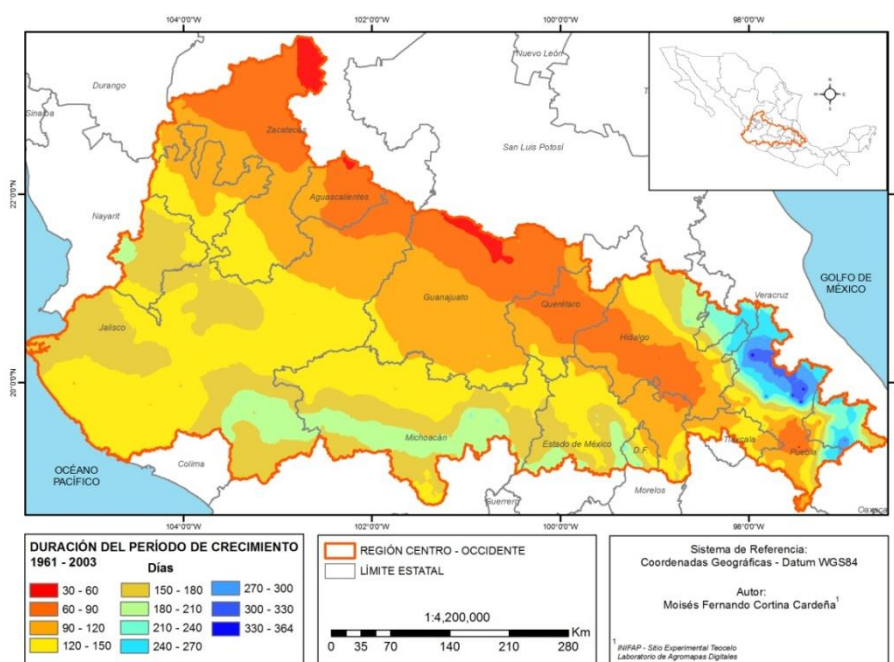 104°0'0"W 102°0'0"W 100°0'0"W 98°0'0"W
Nuevo León
Durango
Sinaloa
Zacatecas
San Luis Potosí
22°0'0"N
22°0'0"N
Aguascalientes
Nayarit
GOLFO DE
MÉXICO
Veracruz
Guanajuato
Querétaro
Jalisco
Hidalgo
20°0'0"N
20°0'0"N
Michoacán
Estado de México
Tlaxcala
D.F.
Puebla
OCÉANO
PACÍFICO
Colima
Morelos
Guerrero
Oaxaca
104°0'0"W 102°0'0"W 100°0'0"W 98°0'0"W
DURACIÓN DEL PERÍODO DE CRECIMIENTO
1961 - 2003
Días
30 - 60 150 - 180 270 - 300
60 - 90 180 - 210 300 - 330
90 - 120 210 - 240 330 - 364
120 - 150 240 - 270
REGIÓN CENTRO - OCCIDENTE
LÍMITE ESTATAL
1:4,200,000
0 35 70 140 210 280 Km
Sistema de Referencia:
Coordenadas Geográficas - Datum WGS84
Autor:
Moisés Fernando Cortina Cardeña1
1
INIFAP - Sitio Experimental Teocelo
Laboratorio de Agromapas Digitales